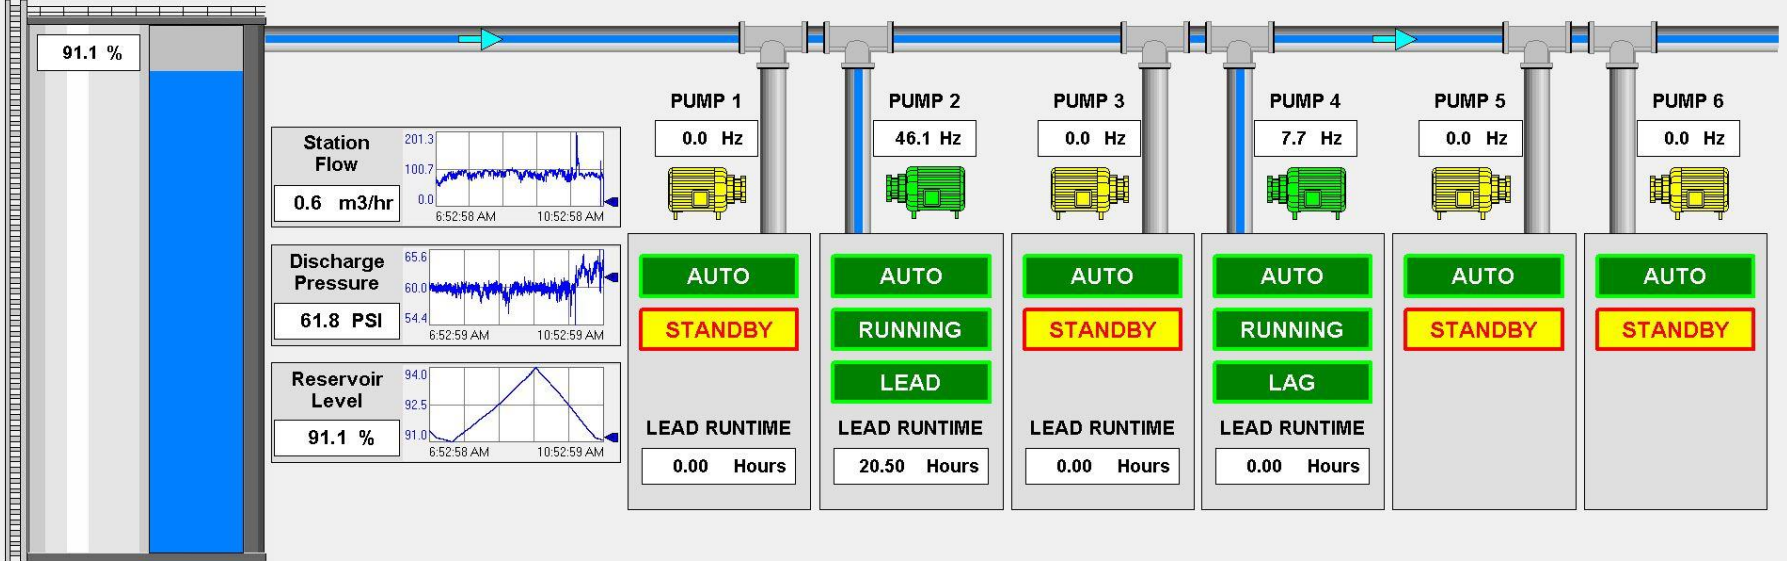 91.1 %
Station
Flow
0.6 m3/hr
201.3
100.7
0.0
6:52:58 AM 10:52:58 AM
Discharge
Pressure
61.8 PSI
65.6
60.0
54.4
6:52:59 AM 10:52:59 AM
Reservoir
Level
91.1 %
94.0
92.5
91.0
6:52:58 AM 10:52:59 AM
PUMP 1
0.0 Hz
AUTO
STANDBY
LEAD RUNTIME
0.00 Hours
PUMP 2
46.1 Hz
AUTO
RUNNING
LEAD
LEAD RUNTIME
20.50 Hours
PUMP 3
0.0 Hz
AUTO
STANDBY
LEAD RUNTIME
0.00 Hours
PUMP 4
7.7 Hz
AUTO
RUNNING
LAG
LEAD RUNTIME
0.00 Hours
PUMP 5
0.0 Hz
AUTO
STANDBY
PUMP 6
0.0 Hz
AUTO
STANDBY